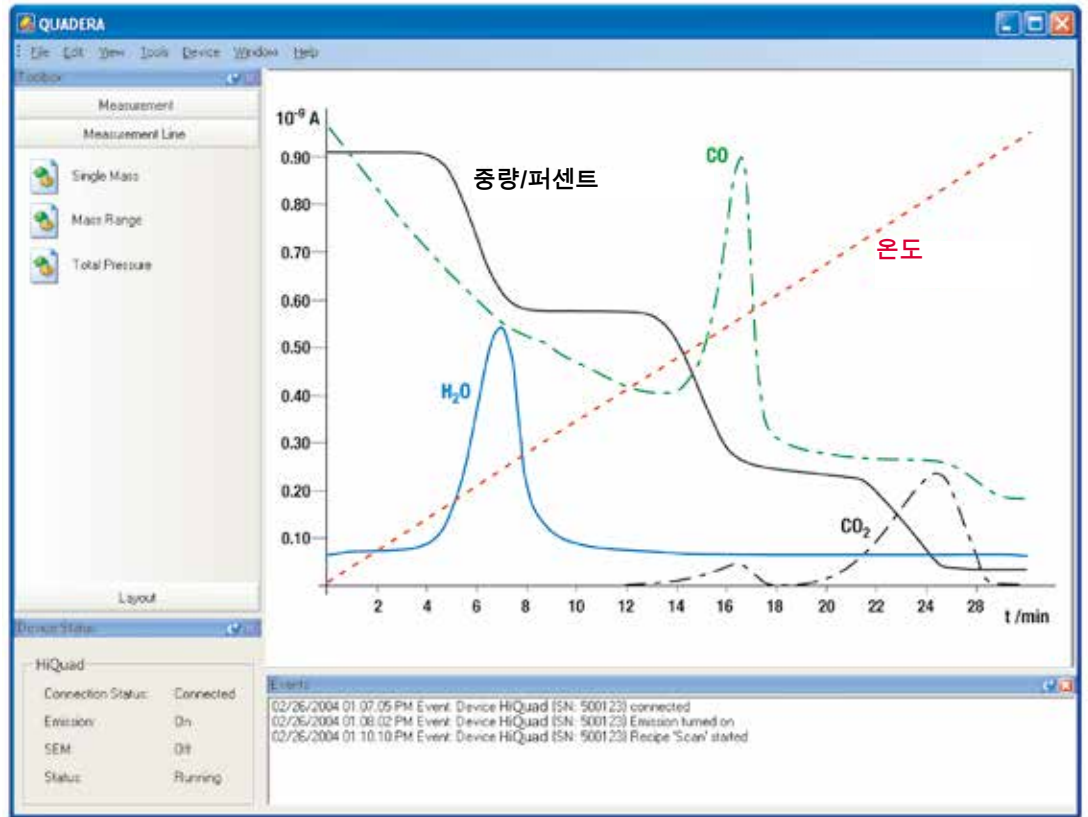 QUADERA
File Edit View Tools Device Window Help
Toolbox
Measurement
Measurement Line
Single Mass
Mass Range
Total Pressure
Layout
Device Status
HiQuad
Connection Status: Connected
Emission: On
SEM: Off
Status: Running
10⁻⁹ A
0.90
0.80
0.70
0.60
0.50
0.40
0.30
0.20
0.10
중량/퍼센트
CO
온도
H₂O
CO₂
2 4 6 8 10 12 14 16 18 20 22 24 28
t /min
Events
02/26/2004 01.07.05 PM Event: Device HiQuad (SN: 500123) connected
02/26/2004 01.08.02 PM Event: Device HiQuad (SN: 500123) Emission turned on
02/26/2004 01.10.10 PM Event: Device HiQuad (SN: 500123) Recipe 'Scan' started